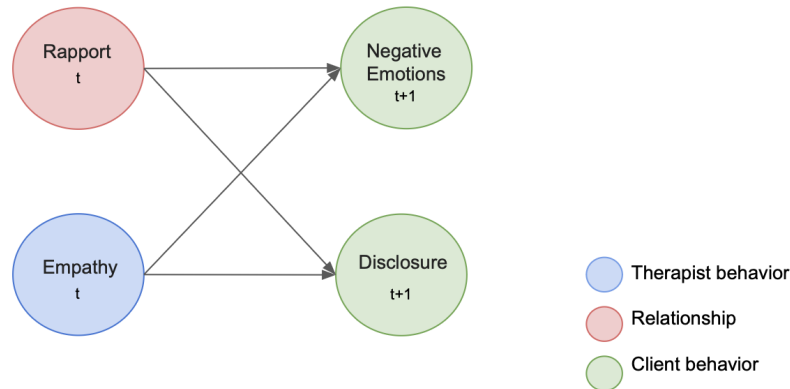 Rapport
t
Negative
Emotions
t+1
Empathy
t
Disclosure
t+1
Therapist behavior
Relationship
Client behavior